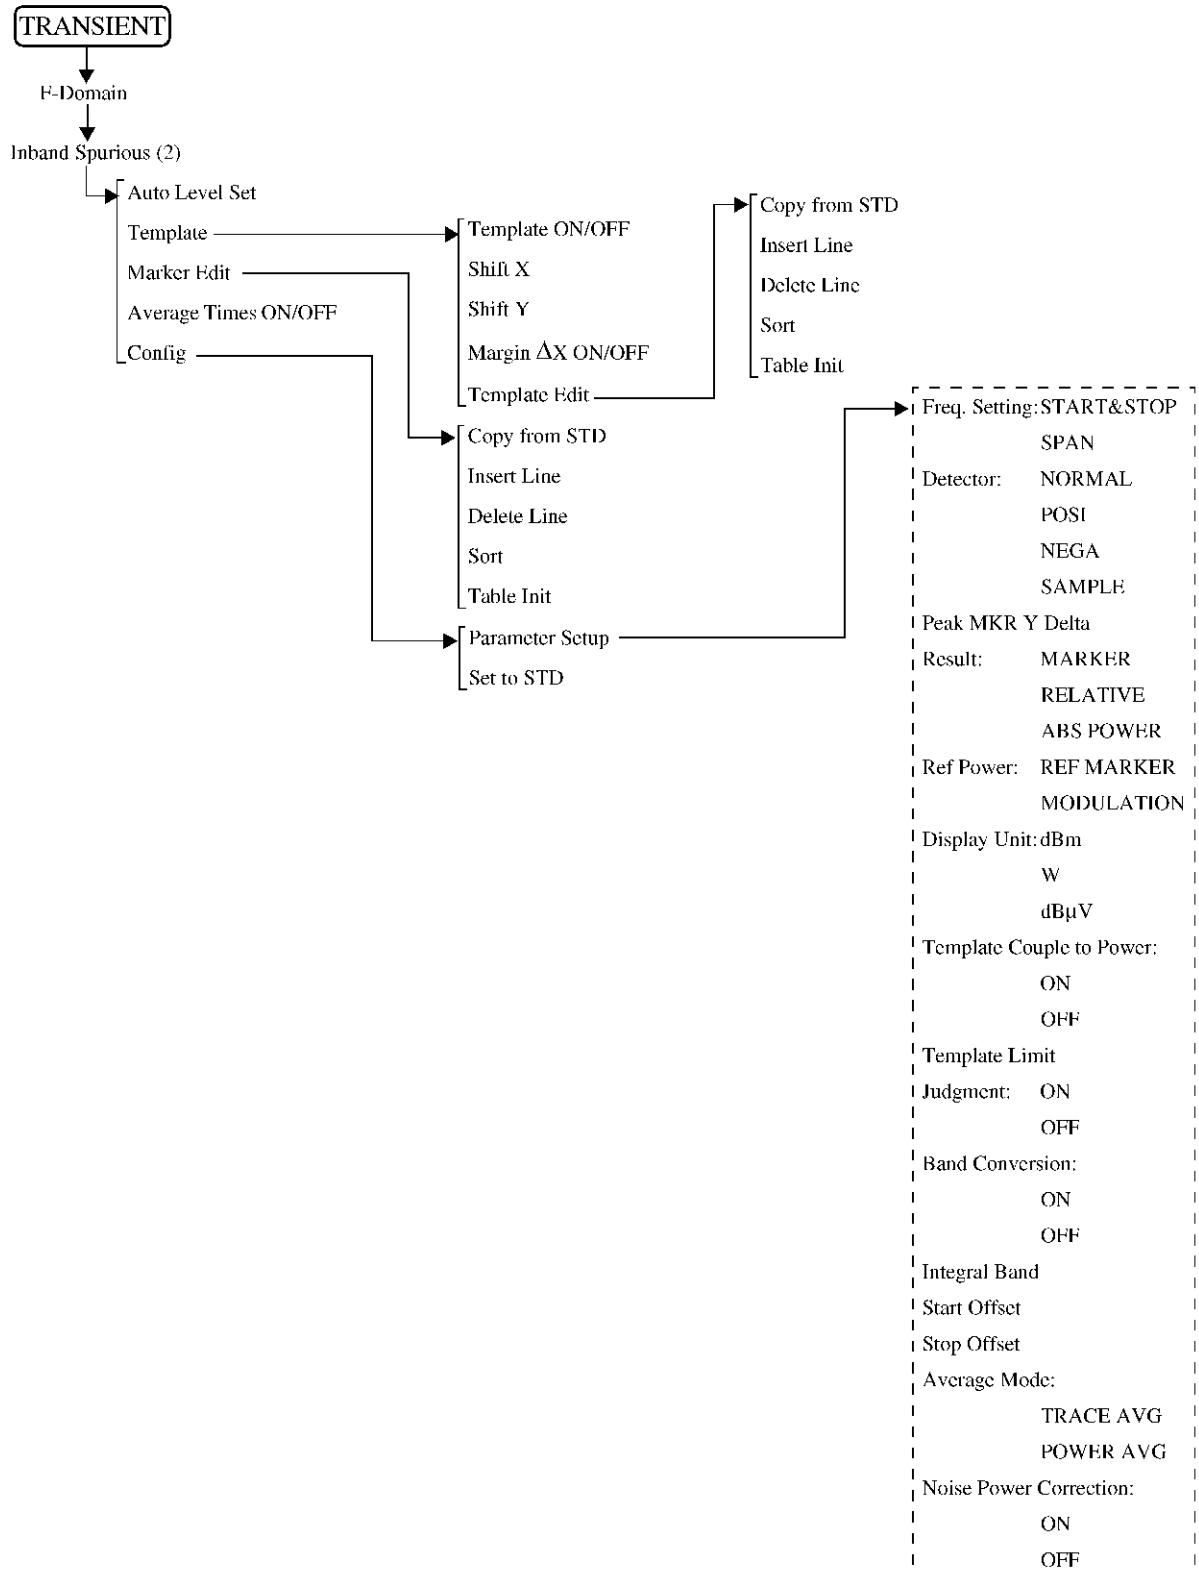 TRANSIENT
F-Domain
Inband Spurious (2)
Auto Level Set
Template
Marker Edit
Average Times ON/OFF
Config
Template ON/OFF
Shift X
Shift Y
Margin ΔX ON/OFF
Template Edit
Copy from STD
Insert Line
Delete Line
Sort
Table Init
Copy from STD
Insert Line
Delete Line
Sort
Table Init
Parameter Setup
Set to STD
Freq. Setting: START&STOP
SPAN
Detector: NORMAL
POSI
NEGA
SAMPLE
Peak MKR Y Delta
Result: MARKER
RELATIVE
ABS POWER
Ref Power: REF MARKER
MODULATION
Display Unit: dBm
W
dBµV
Template Couple to Power:
ON
OFF
Template Limit
Judgment: ON
OFF
Band Conversion:
ON
OFF
Integral Band
Start Offset
Stop Offset
Average Mode:
TRACE AVG
POWER AVG
Noise Power Correction:
ON
OFF